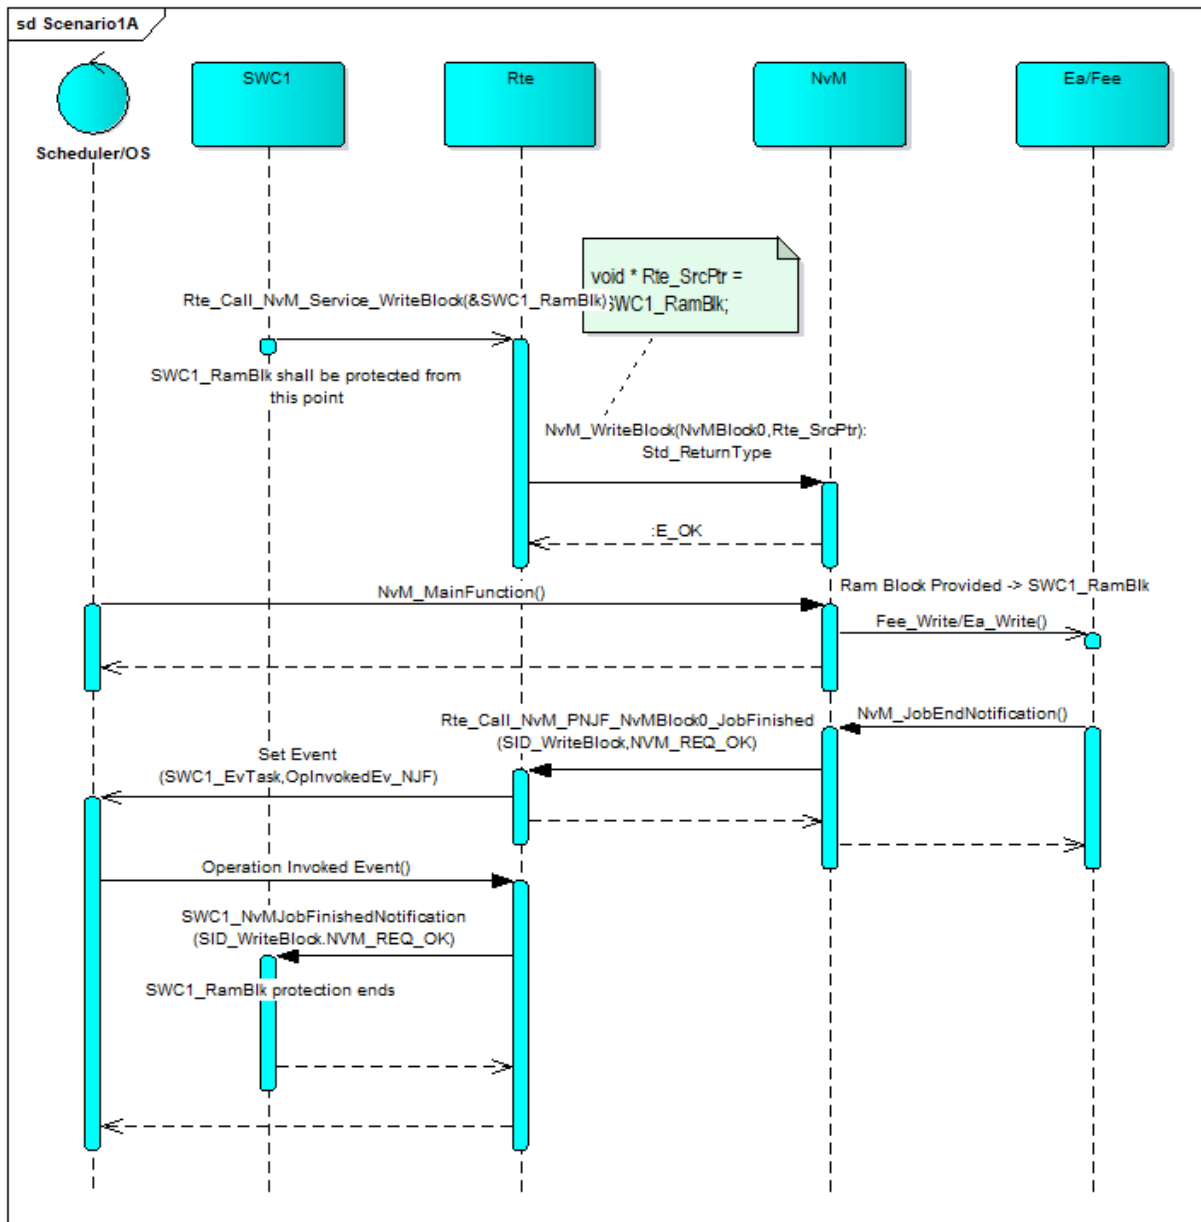 sd Scenario1A
SWC1
Rte
NvM
Ea/Fee
Scheduler/OS
void * Rte_SrcPtr =
SWC1_RamBlk;
Rte_Call_NvM_Service_WriteBlock(&SWC1_RamBlk)
SWC1_RamBlk shall be protected from
this point
NvM_WriteBlock(NvMBlock0,Rte_SrcPtr):
Std_ReturnType
:E_OK
Ram Block Provided -> SWC1_RamBlk
NvM_MainFunction()
Fee_Write/Ea_Write()
NvM_JobEndNotification()
Rte_Call_NvM_PNJF_NvMBlock0_JobFinished
(SID_WriteBlock,NVM_REQ_OK)
Set Event
(SWC1_EvTask,OpInvokedEv_NJF)
Operation Invoked Event()
SWC1_NvMJobFinishedNotification
(SID_WriteBlock.NVM_REQ_OK)
SWC1_RamBlk protection ends